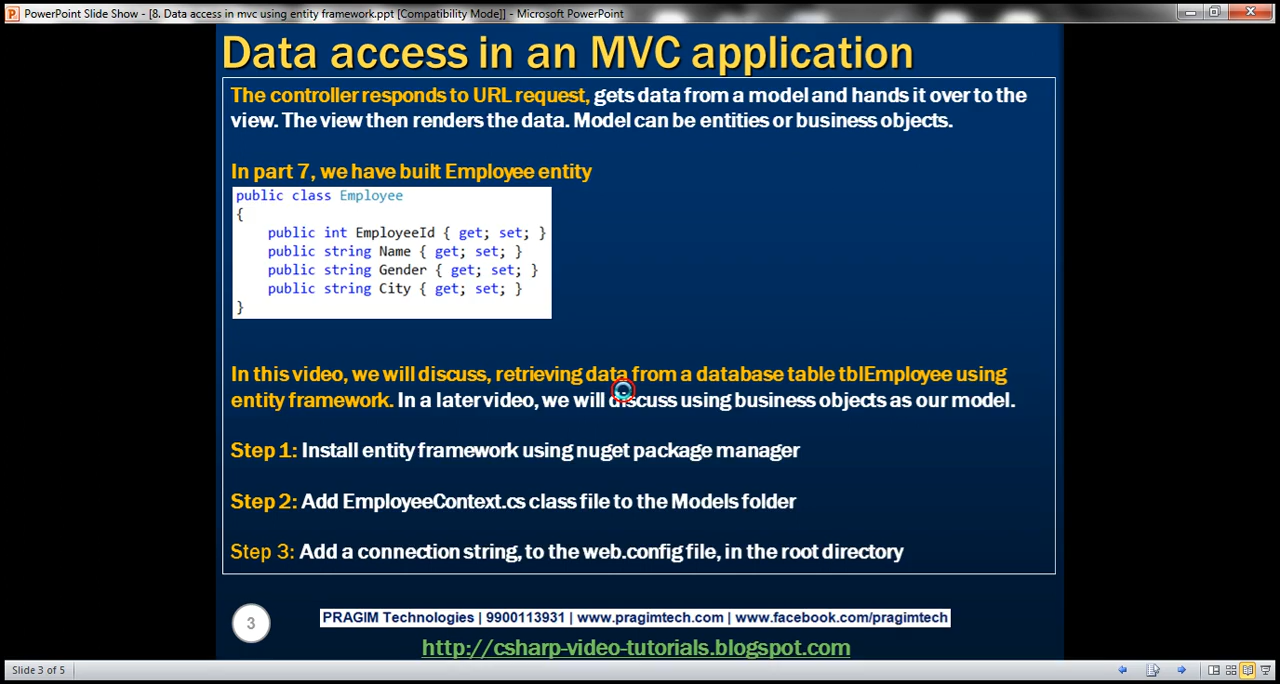 PowerPoint Slide Show - [8. Data access in mvc using entity framework.ppt [Compatibility Mode]] - Microsoft PowerPoint
Data access in an MVC application
The controller responds to URL request, gets data from a model and hands it over to the
view. The view then renders the data. Model can be entities or business objects.
In part 7, we have built Employee entity
public class Employee
{
public int EmployeeId { get; set; }
public string Name { get; set; }
public string Gender { get; set; }
public string City { get; set; }
}
In this video, we will discuss, retrieving data from a database table tblEmployee using
entity framework. In a later video, we will discuss using business objects as our model.
Step 1: Install entity framework using nuget package manager
Step 2: Add EmployeeContext.cs class file to the Models folder
Step 3: Add a connection string, to the web.config file, in the root directory
3
PRAGIM Technologies | 9900113931 | www.pragimtech.com | www.facebook.com/pragimtech
http://csharp-video-tutorials.blogspot.com
Slide 3 of 5